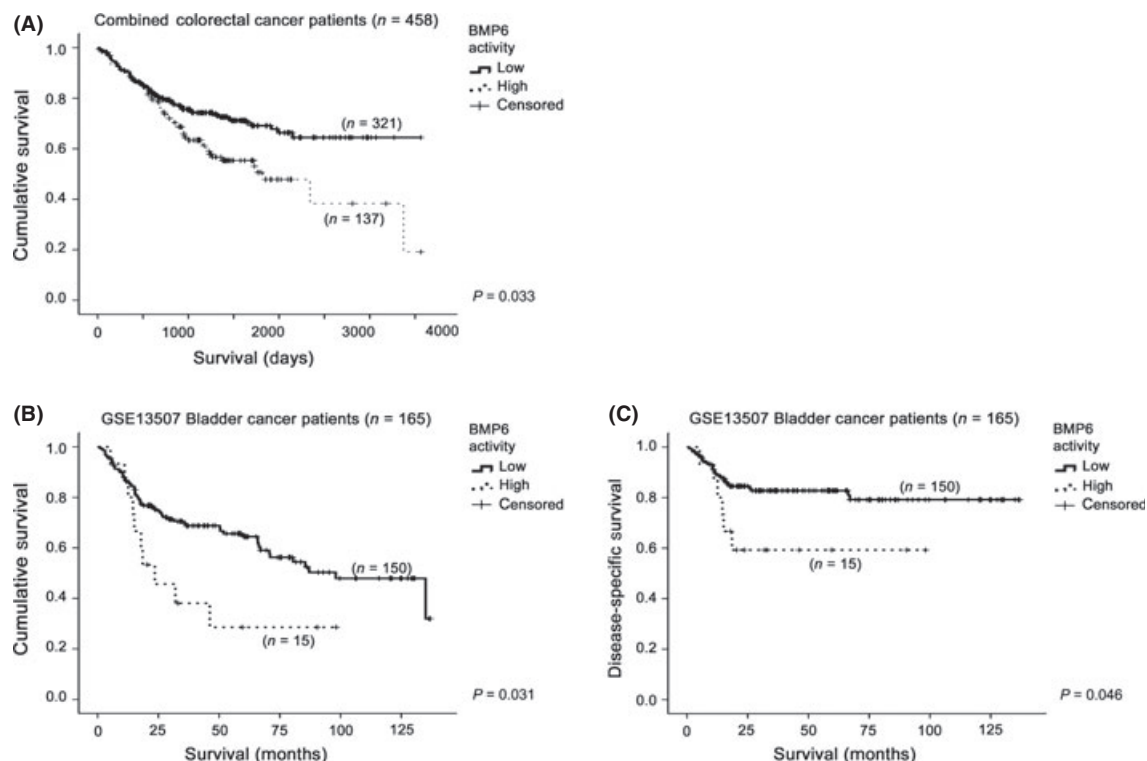 (A)
Combined colorectal cancer patients (n = 458)
BMP6
activity
Low
High
Censored
1.0
0.8
0.6
0.4
0.2
0.0
Cumulative survival
(n = 321)
(n = 137)
P = 0.033
0 1000 2000 3000 4000
Survival (days)
(B)
GSE13507 Bladder cancer patients (n = 165)
BMP6
activity
Low
High
Censored
1.0
0.8
0.6
0.4
0.2
0.0
Cumulative survival
(n = 150)
(n = 15)
P = 0.031
0 25 50 75 100 125
Survival (months)
(C)
GSE13507 Bladder cancer patients (n = 165)
BMP6
activity
Low
High
Censored
1.0
0.8
0.6
0.4
0.2
0.0
Disease-specific survival
(n = 150)
(n = 15)
P = 0.046
0 25 50 75 100 125
Survival (months)